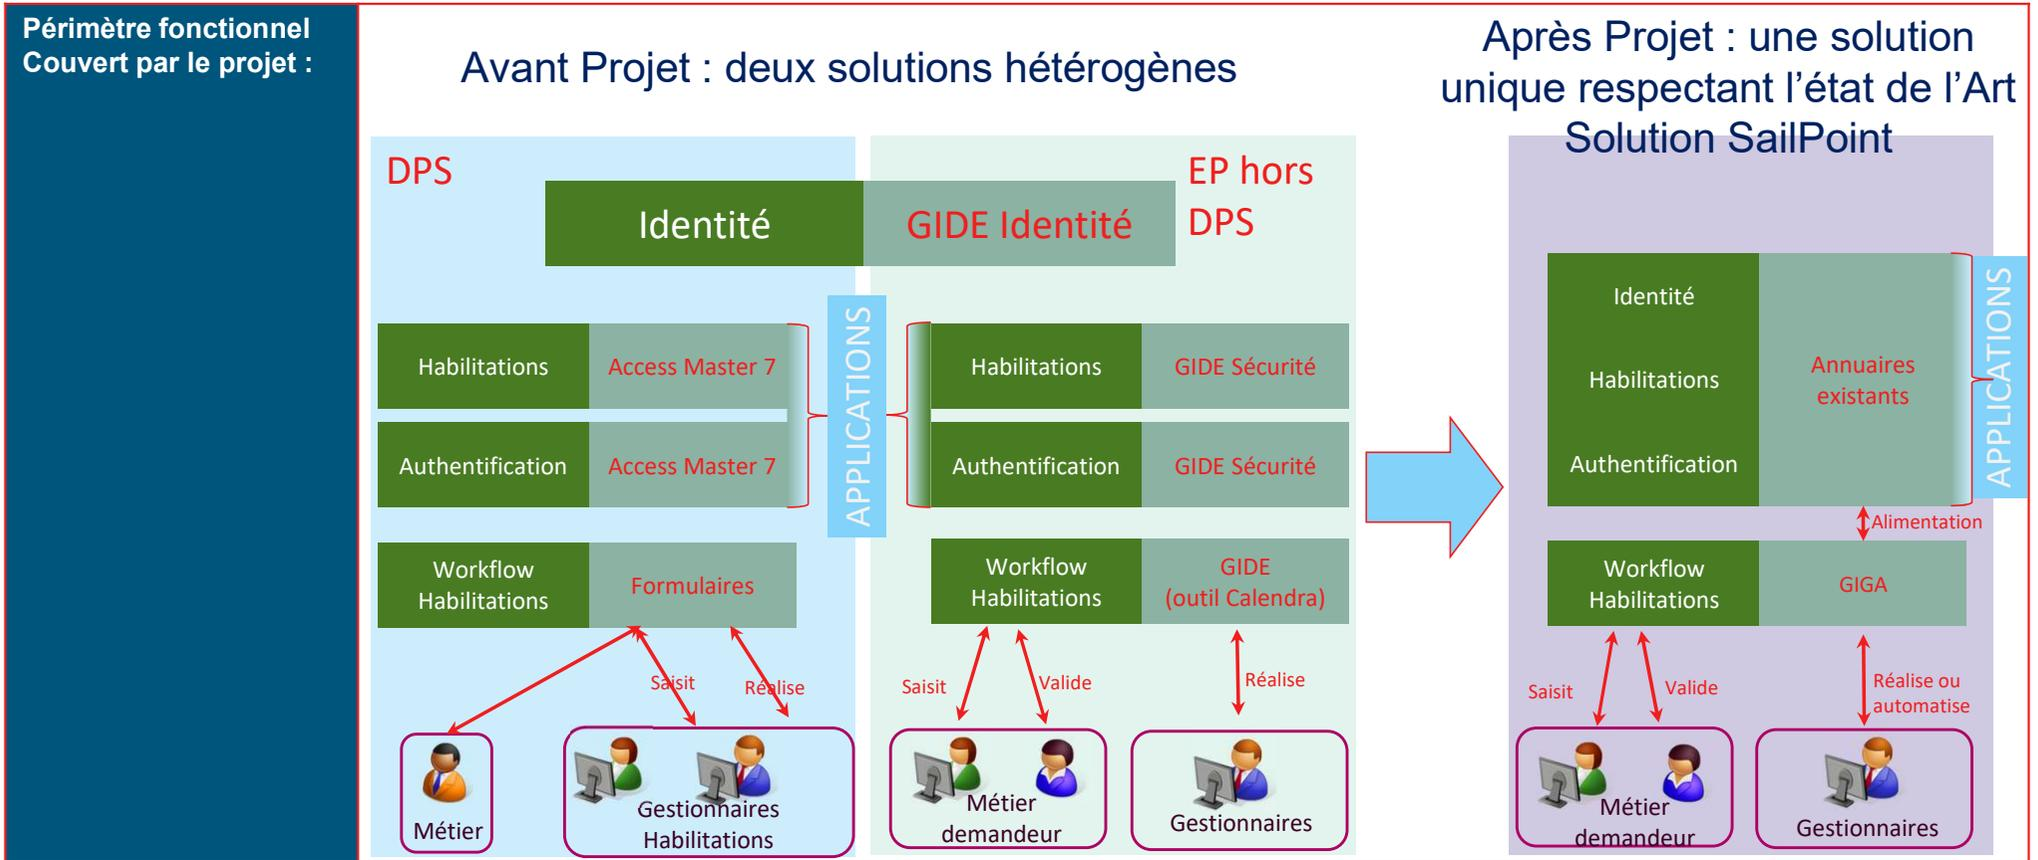 Périmètre fonctionnel
Couvert par le projet :
Avant Projet : deux solutions hétérogènes
Après Projet : une solution
unique respectant l’état de l’Art
Solution SailPoint
DPS
Identité
GIDE Identité
EP hors
DPS
Habilitations
Access Master 7
Authentification
Access Master 7
APPLICATIONS
Habilitations
GIDE Sécurité
Authentification
GIDE Sécurité
Workflow
Habilitations
Formulaires
Workflow
Habilitations
GIDE
(outil Calendra)
Saisit
Réalise
Saisit
Valide
Réalise
Métier
Gestionnaires
Habilitations
Métier
demandeur
Gestionnaires
Identité
Habilitations
Authentification
Annuaires
existants
APPLICATIONS
Alimentation
Workflow
Habilitations
GIGA
Saisit
Valide
Réalise ou
automatise
Métier
demandeur
Gestionnaires